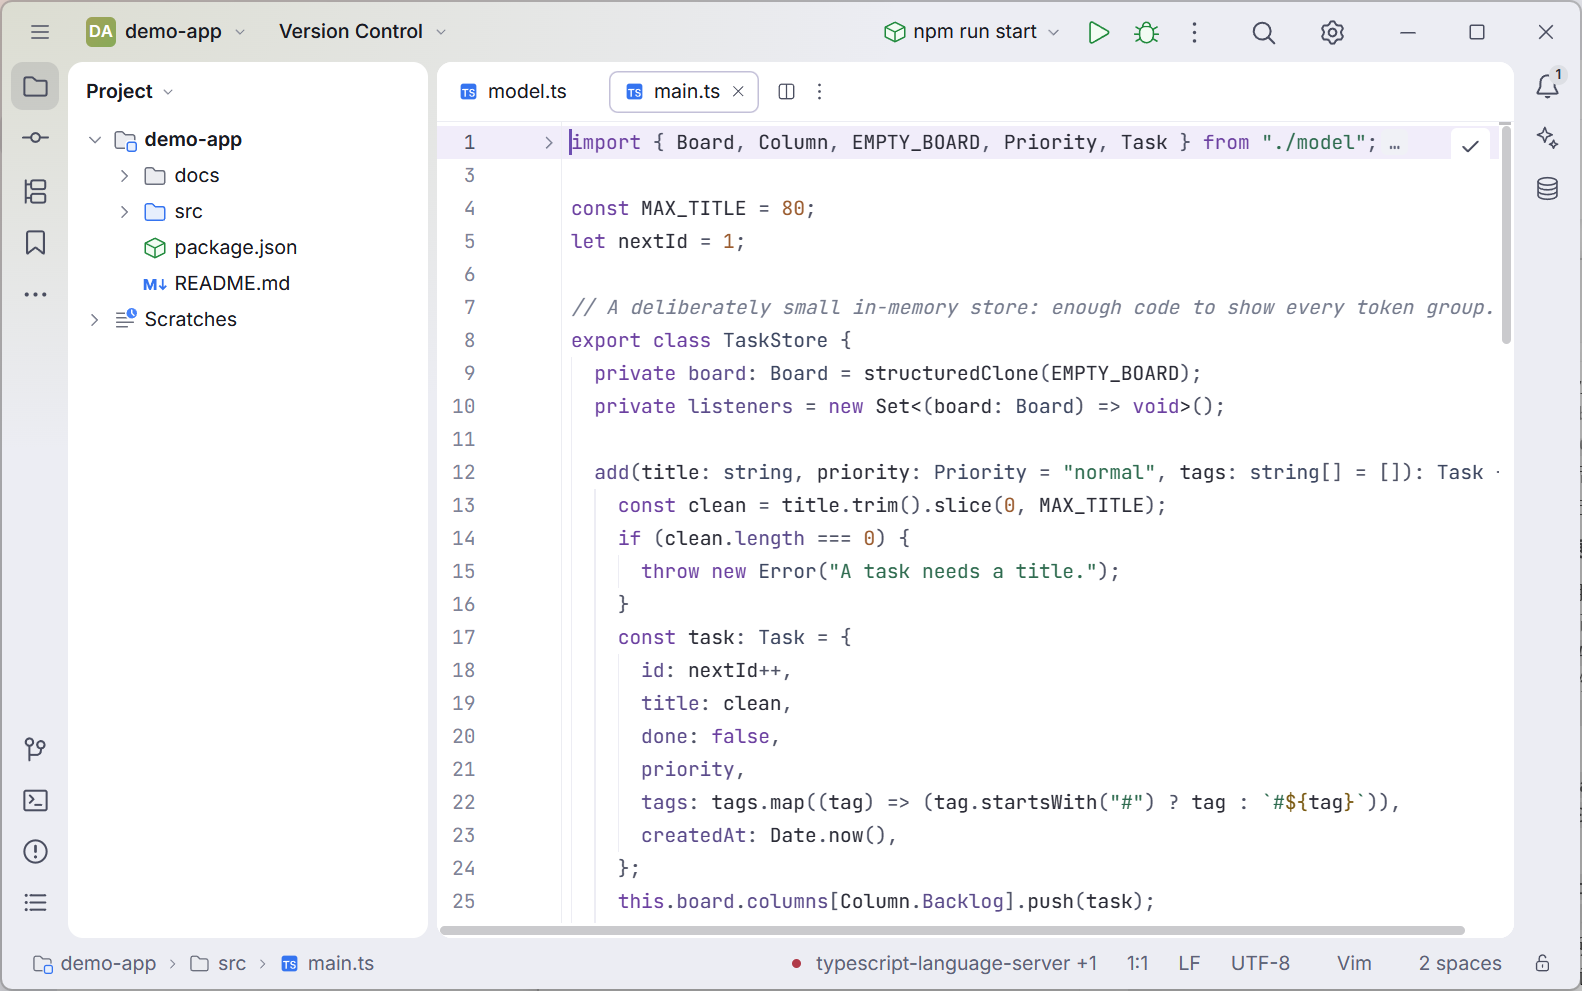 DA demo-app Version Control npm run start
Project
demo-app
docs
src
package.json
M↓ README.md
Scratches
TS model.ts TS main.ts
1 import { Board, Column, EMPTY_BOARD, Priority, Task } from "./model"; …
3
4 const MAX_TITLE = 80;
5 let nextId = 1;
6
7 // A deliberately small in-memory store: enough code to show every token group.
8 export class TaskStore {
9 private board: Board = structuredClone(EMPTY_BOARD);
10 private listeners = new Set<(board: Board) => void>();
11
12 add(title: string, priority: Priority = "normal", tags: string[] = []): Task
13 const clean = title.trim().slice(0, MAX_TITLE);
14 if (clean.length === 0) {
15 throw new Error("A task needs a title.");
16 }
17 const task: Task = {
18 id: nextId++,
19 title: clean,
20 done: false,
21 priority,
22 tags: tags.map((tag) => (tag.startsWith("#") ? tag : `#${tag}`)),
23 createdAt: Date.now(),
24 };
25 this.board.columns[Column.Backlog].push(task);
1
demo-app src TS main.ts typescript-language-server +1 1:1 LF UTF-8 Vim 2 spaces